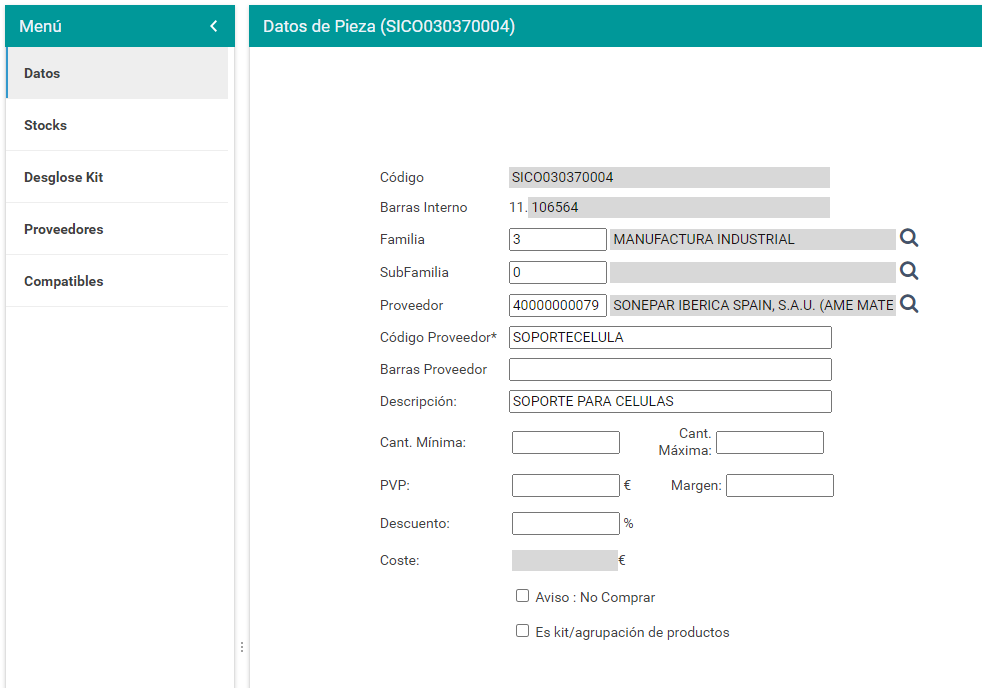 Menú
Datos de Pieza (SICO030370004)
Datos
Stocks
Desglose Kit
Proveedores
Compatibles
Código SICO030370004
Barras Interno 11. 106564
Familia 3 MANUFACTURA INDUSTRIAL
SubFamilia 0
Proveedor 40000000079 SONEPAR IBERICA SPAIN, S.A.U. (AME MATE
Código Proveedor* SOPORTECELULA
Barras Proveedor
Descripción: SOPORTE PARA CELULAS
Cant. Mínima: Cant.
Máxima:
PVP: € Margen:
Descuento: %
Coste: €
Aviso : No Comprar
Es kit/agrupación de productos